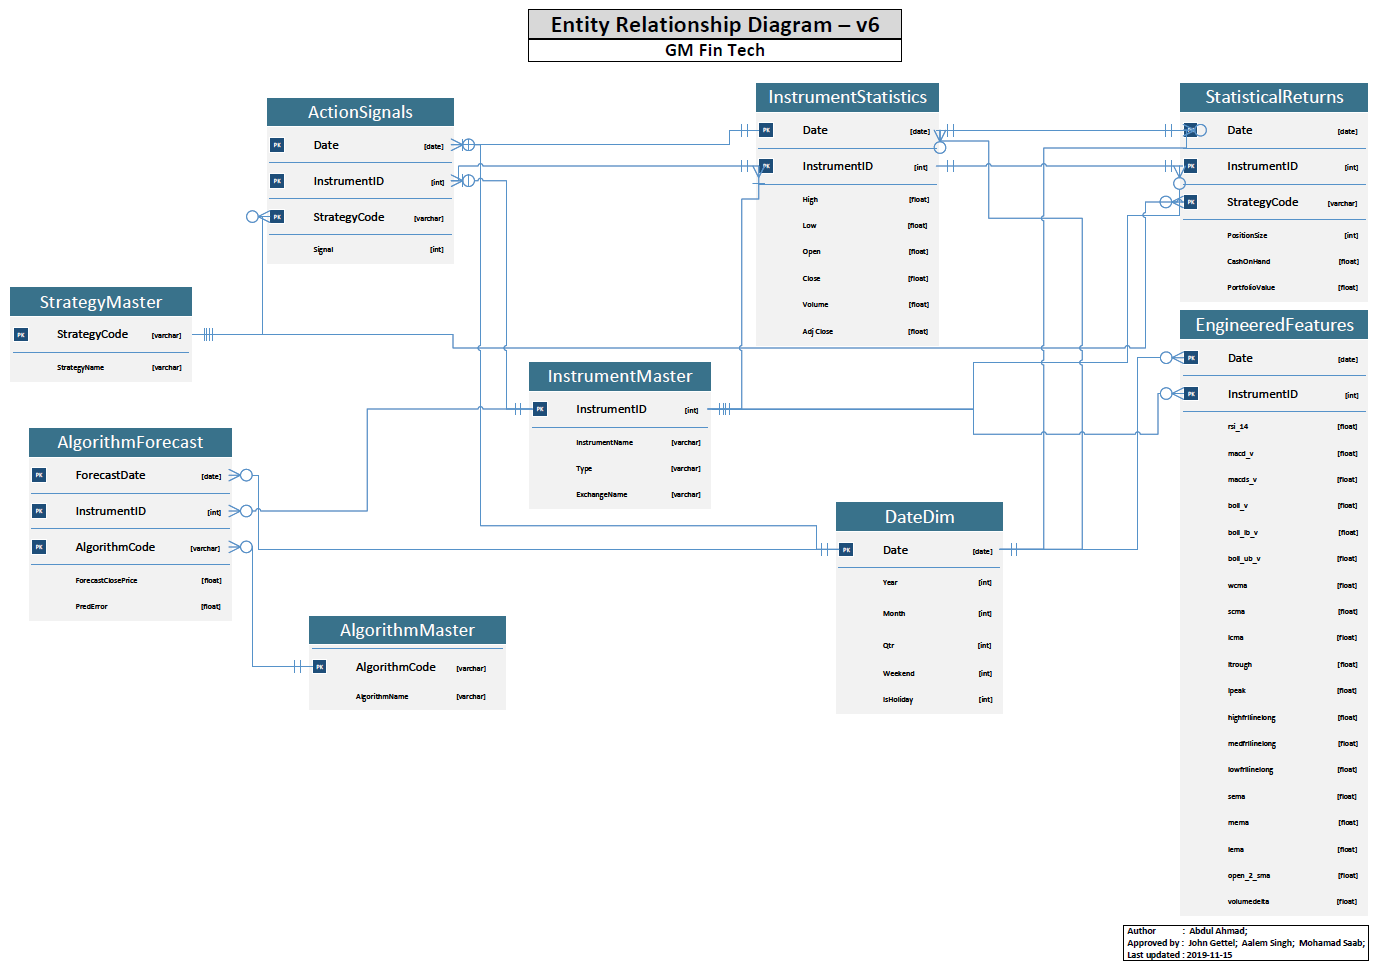 Entity Relationship Diagram – v6
GM Fin Tech
ActionSignals
PK Date [date]
PK InstrumentID [int]
PK StrategyCode [varchar]
Signal [int]
InstrumentStatistics
PK Date [date]
PK InstrumentID [int]
High [float]
Low [float]
Open [float]
Close [float]
Volume [float]
Adj Close [float]
StatisticalReturns
PK Date [date]
PK InstrumentID [int]
PK StrategyCode [varchar]
PositionSize [int]
CashOnHand [float]
PortfolioValue [float]
StrategyMaster
PK StrategyCode [varchar]
StrategyName [varchar]
InstrumentMaster
PK InstrumentID [int]
InstrumentName [varchar]
Type [varchar]
ExchangeName [varchar]
EngineeredFeatures
PK Date [date]
PK InstrumentID [int]
rsi_14 [float]
macd_v [float]
macds_v [float]
boll_v [float]
boll_lb_v [float]
boll_ub_v [float]
wcma [float]
scma [float]
lcma [float]
ltrough [float]
lpeak [float]
highfrllinelong [float]
medfrllinelong [float]
lowfrllinelong [float]
sema [float]
mema [float]
lema [float]
open_2_sma [float]
volumedelta [float]
AlgorithmForecast
PK ForecastDate [date]
PK InstrumentID [int]
PK AlgorithmCode [varchar]
ForecastClosePrice [float]
PredError [float]
DateDim
PK Date [date]
Year [int]
Month [int]
Qtr [int]
Weekend [int]
IsHoliday [int]
AlgorithmMaster
PK AlgorithmCode [varchar]
AlgorithmName [varchar]
Author : Abdul Ahmad;
Approved by : John Gettel; Aalem Singh; Mohamad Saab;
Last updated : 2019-11-15